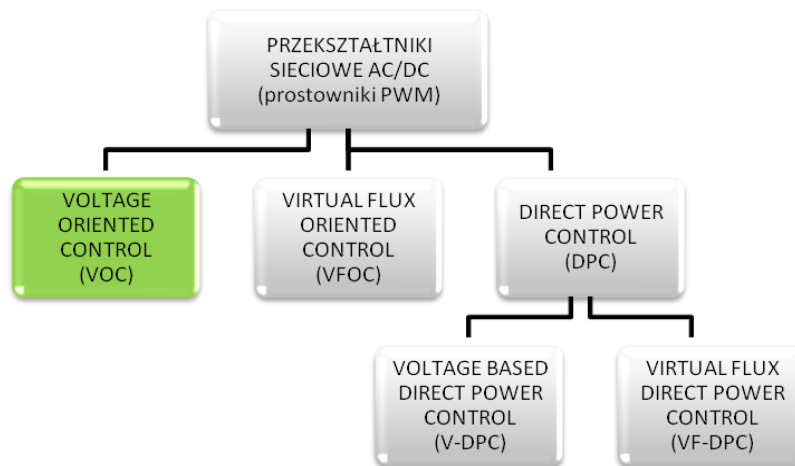 PRZEKSZTAŁTNIKI
SIECIOWE AC/DC
(prostowniki PWM)
VOLTAGE
ORIENTED
CONTROL
(VOC)
VIRTUAL FLUX
ORIENTED
CONTROL
(VFOC)
DIRECT POWER
CONTROL
(DPC)
VOLTAGE BASED
DIRECT POWER
CONTROL
(V-DPC)
VIRTUAL FLUX
DIRECT POWER
CONTROL
(VF-DPC)